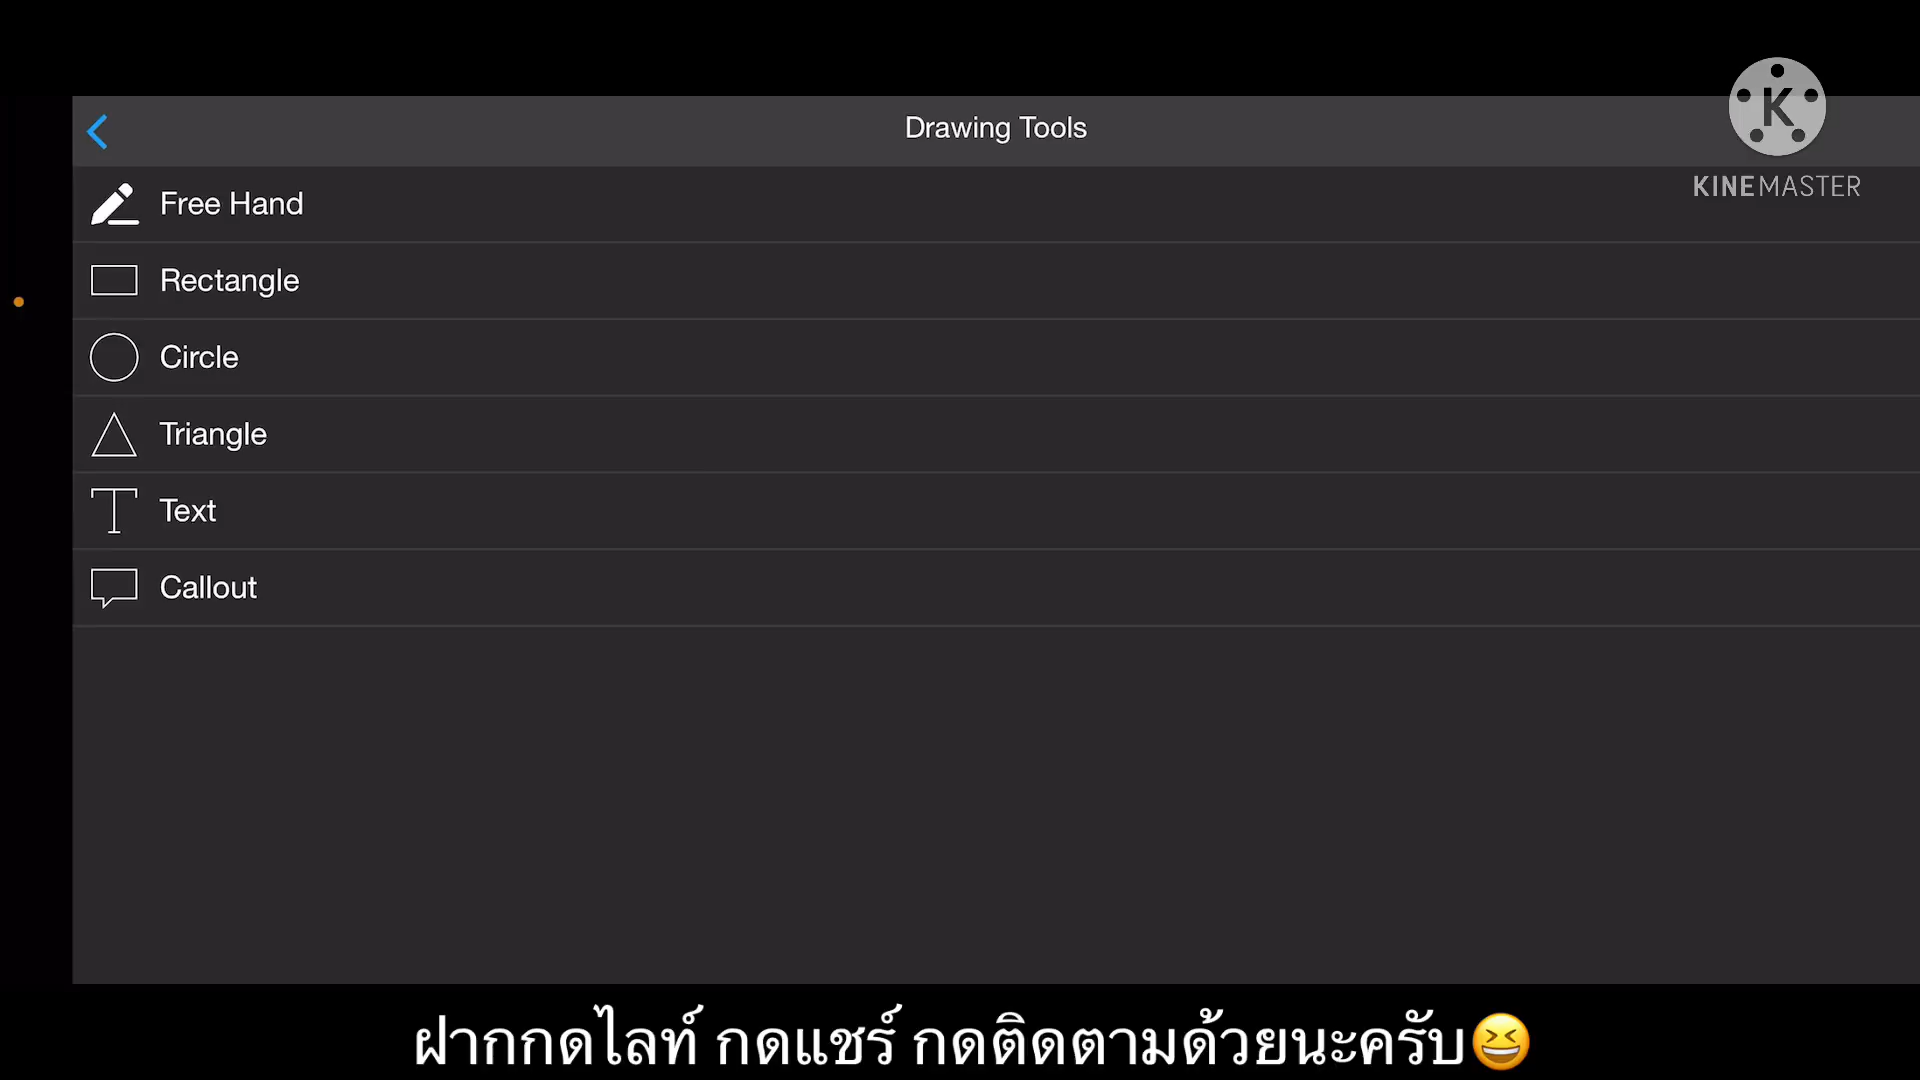 Drawing Tools
K
KINEMASTER
Free Hand
Rectangle
Circle
Triangle
Text
Callout
ฝากกดไลท์ กดแชร์ กดติดตามด้วยนะครับ😆